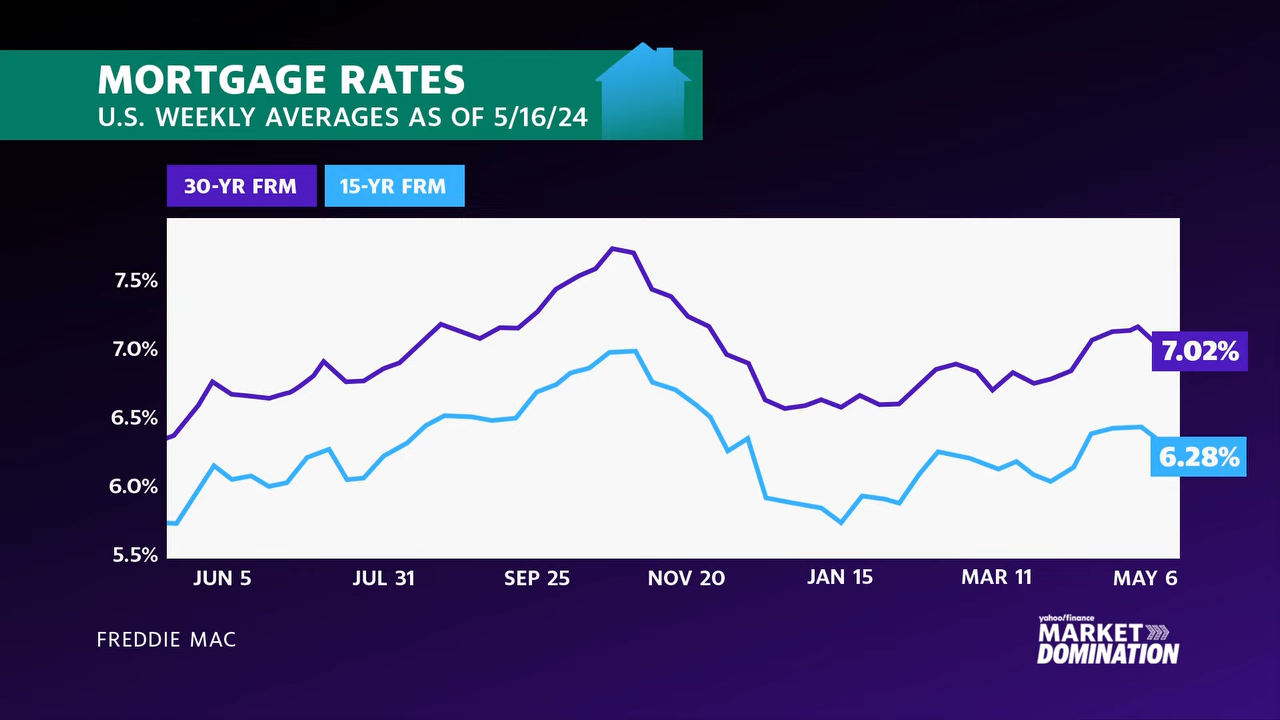 MORTGAGE RATES
U.S. WEEKLY AVERAGES AS OF 5/16/24
30-YR FRM
15-YR FRM
7.5%
7.0%
6.5%
6.0%
5.5%
7.02%
6.28%
JUN 5
JUL 31
SEP 25
NOV 20
JAN 15
MAR 11
MAY 6
FREDDIE MAC
yahoo!finance
MARKET
DOMINATION